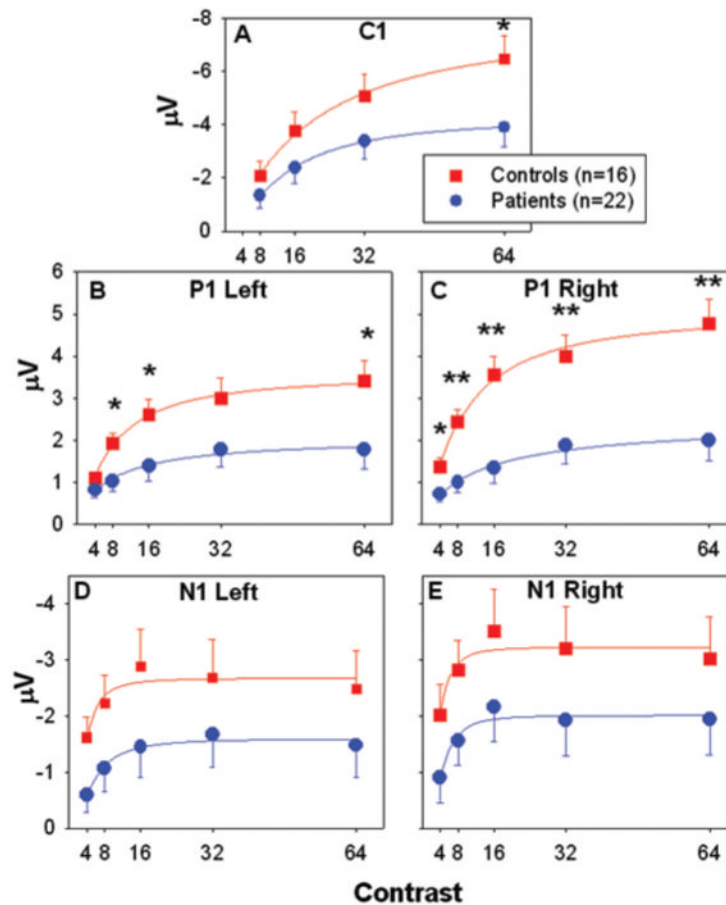 A C1 *
-8
-6
-4
-2
0
µV
4 8 16 32 64
Controls (n=16)
Patients (n=22)
B P1 Left
6
5
4
3
2
1
0
µV
* * *
4 8 16 32 64
C P1 Right
* ** ** ** **
4 8 16 32 64
D N1 Left
-4
-3
-2
-1
0
µV
4 8 16 32 64
E N1 Right
4 8 16 32 64
Contrast